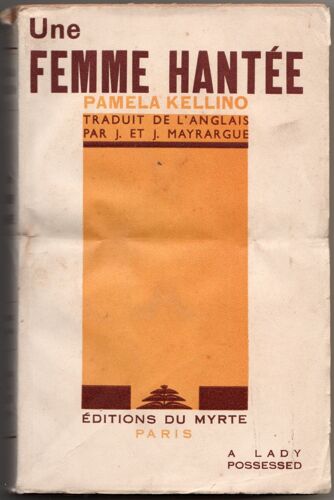 Une
FEMME HANTÉE
PAMELA KELLINO
TRADUIT DE L'ANGLAIS
PAR J. ET J. MAYRARGUE
ÉDITIONS DU MYRTE
PARIS
A LADY
POSSESSED